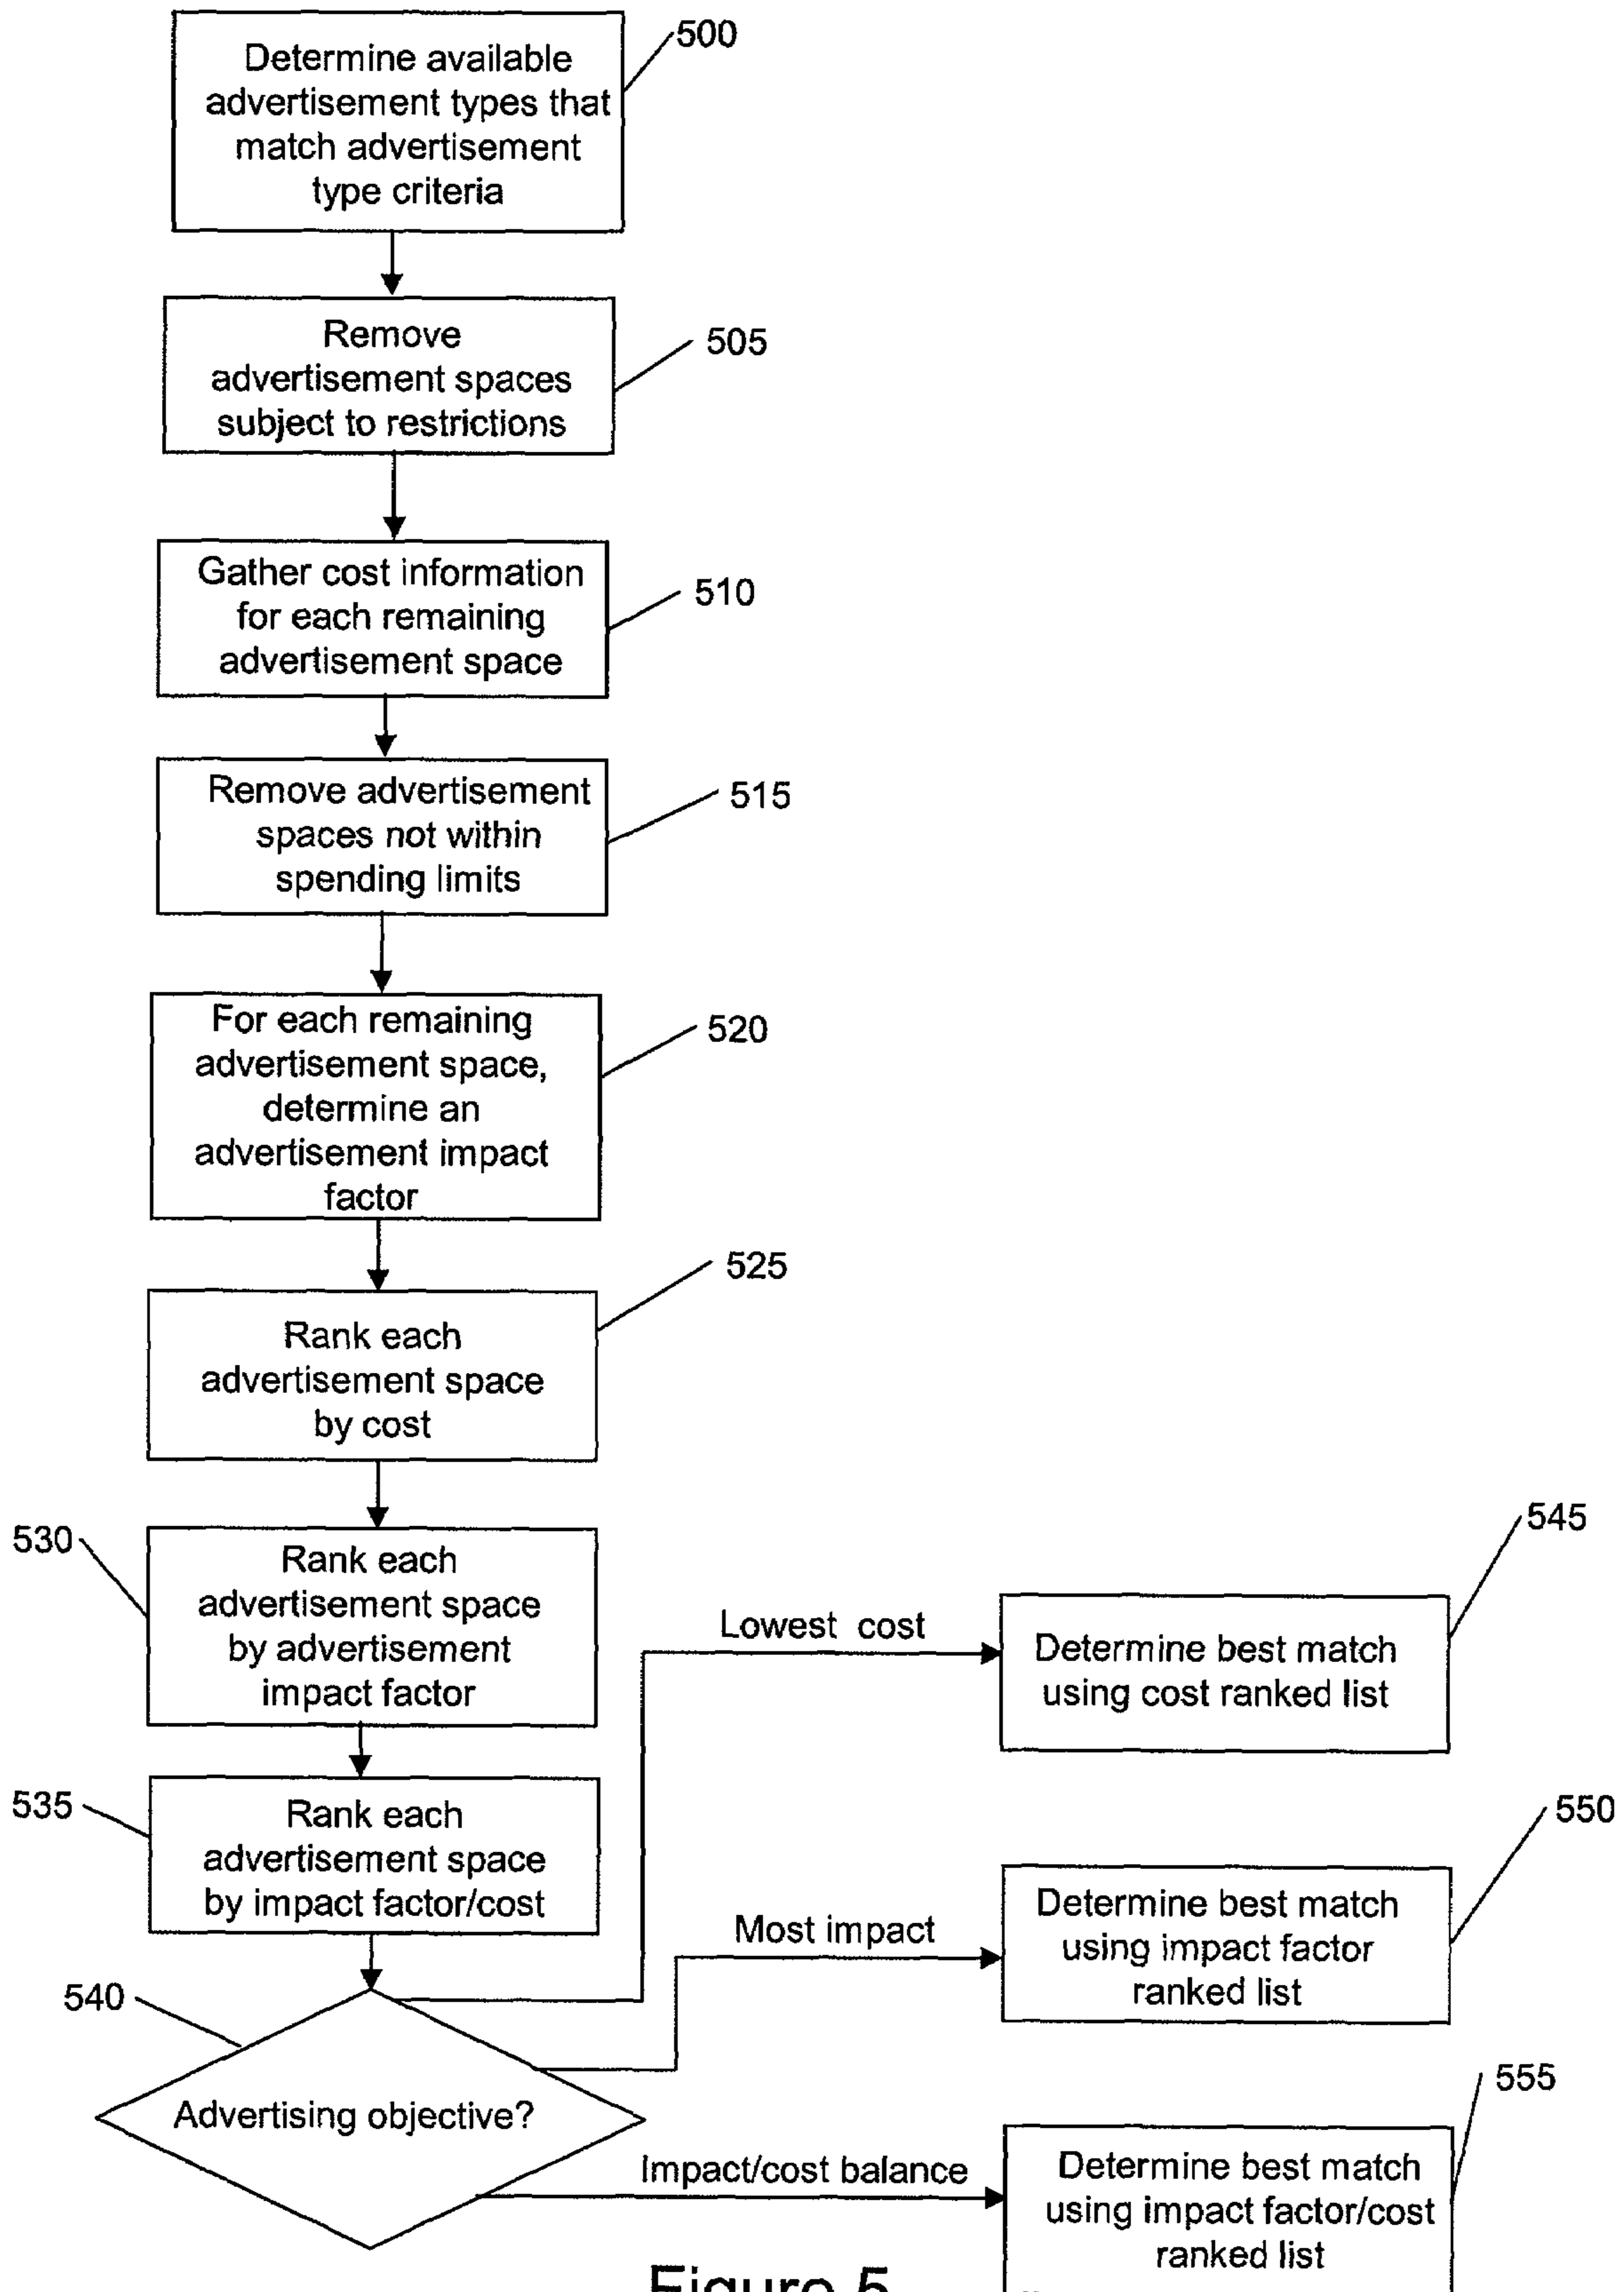 500
Determine available
advertisement types that
match advertisement
type criteria
505
Remove
advertisement spaces
subject to restrictions
510
Gather cost information
for each remaining
advertisement space
515
Remove advertisement
spaces not within
spending limits
520
For each remaining
advertisement space,
determine an
advertisement impact
factor
525
Rank each
advertisement space
by cost
530
Rank each
advertisement space
by advertisement
impact factor
535
Rank each
advertisement space
by impact factor/cost
540
Advertising objective?
Lowest cost
545
Determine best match
using cost ranked list
Most impact
550
Determine best match
using impact factor
ranked list
Impact/cost balance
555
Determine best match
using impact factor/cost
ranked list
Figure 5